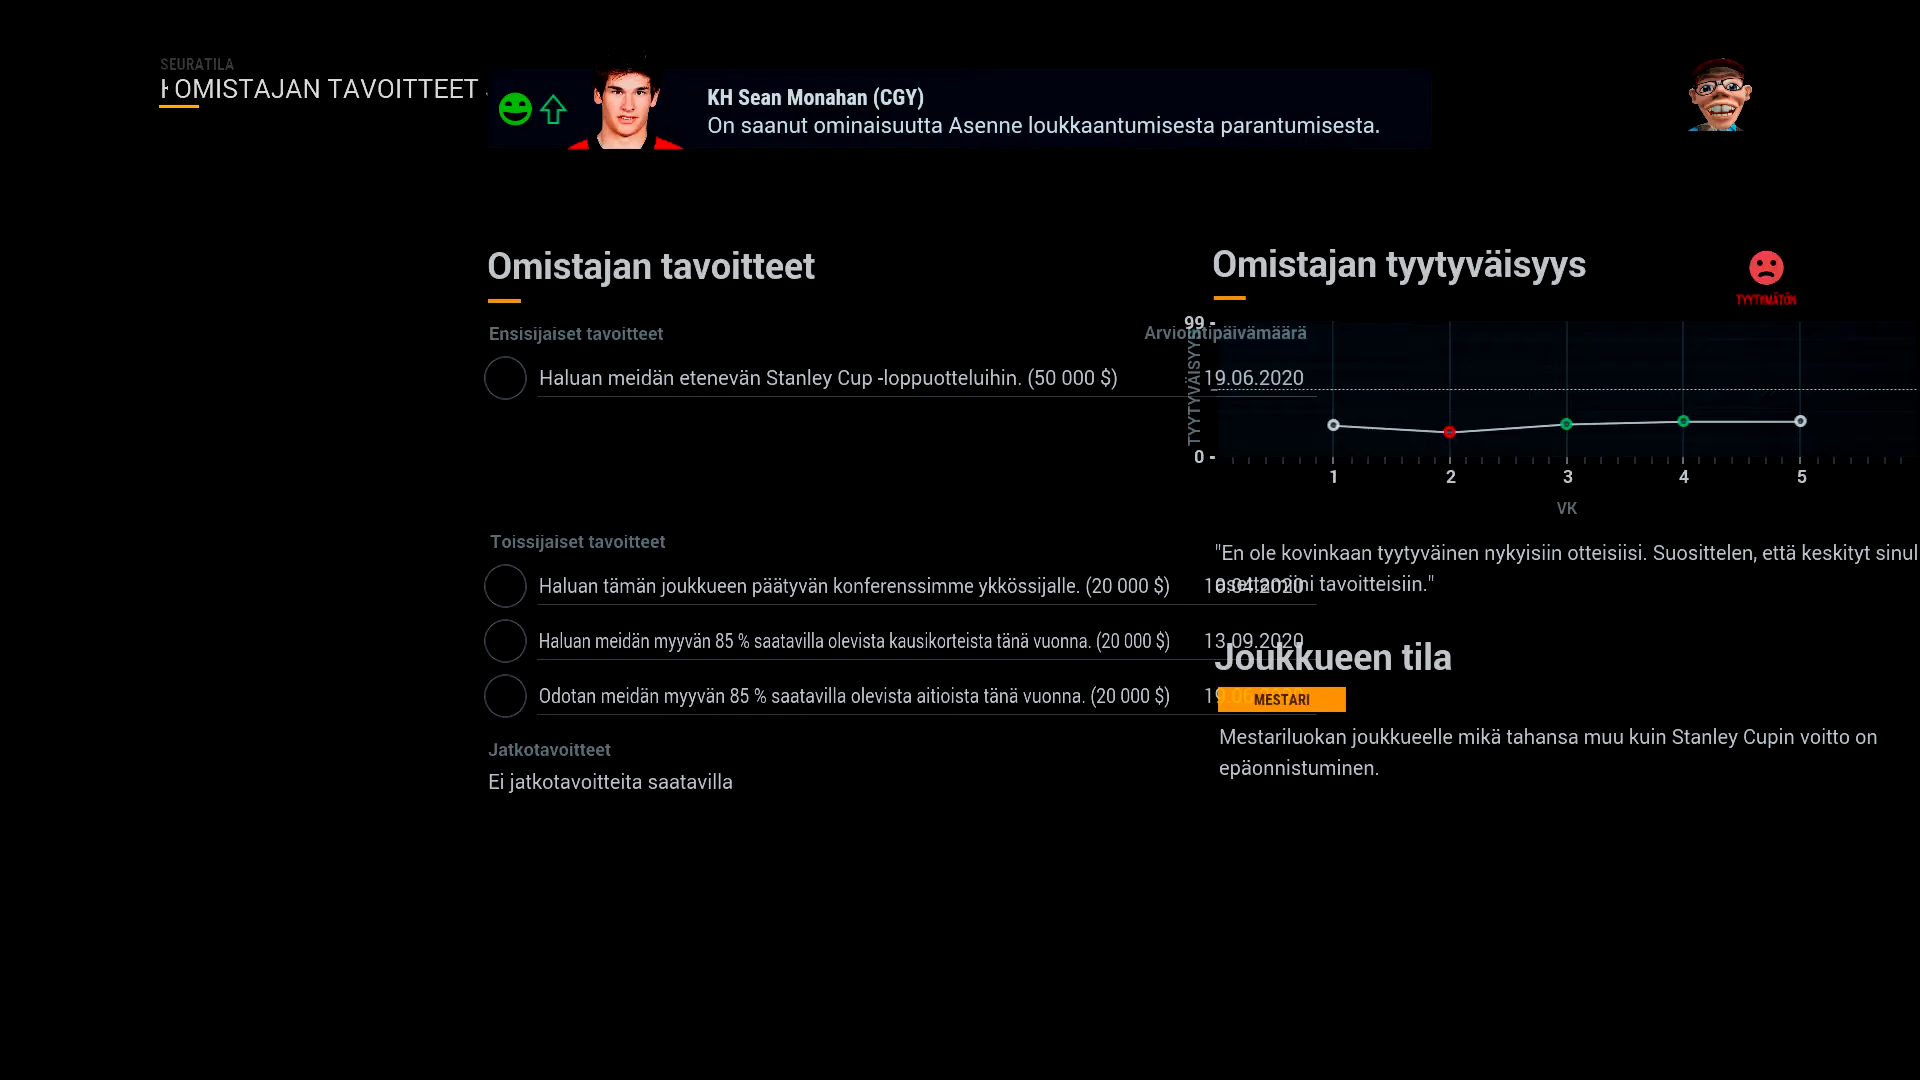 SEURATILA
OMISTAJAN TAVOITTEET
KH Sean Monahan (CGY)
On saanut ominaisuutta Asenne loukkaantumisesta parantumisesta.
Omistajan tavoitteet
Ensisijaiset tavoitteet
Arviointipäivämäärä
Haluan meidän etenevän Stanley Cup -loppuotteluihin. (50 000 $)
19.06.2020
Toissijaiset tavoitteet
Haluan tämän joukkueen päätyvän konferenssimme ykkössijalle. (20 000 $)
Haluan meidän myyvän 85 % saatavilla olevista kausikorteista tänä vuonna. (20 000 $)
13.09.2020
Odotan meidän myyvän 85 % saatavilla olevista aitioista tänä vuonna. (20 000 $)
Jatkotavoitteet
Ei jatkotavoitteita saatavilla
Omistajan tyytyväisyys
TYYTYMÄTÖN
99 -
TYYTYVÄISYYS
0 -
1 2 3 4 5
VK
"En ole kovinkaan tyytyväinen nykyisiin otteisiisi. Suosittelen, että keskityt sinul
tavoitteisiin."
Joukkueen tila
MESTARI
Mestariluokan joukkueelle mikä tahansa muu kuin Stanley Cupin voitto on
epäonnistuminen.